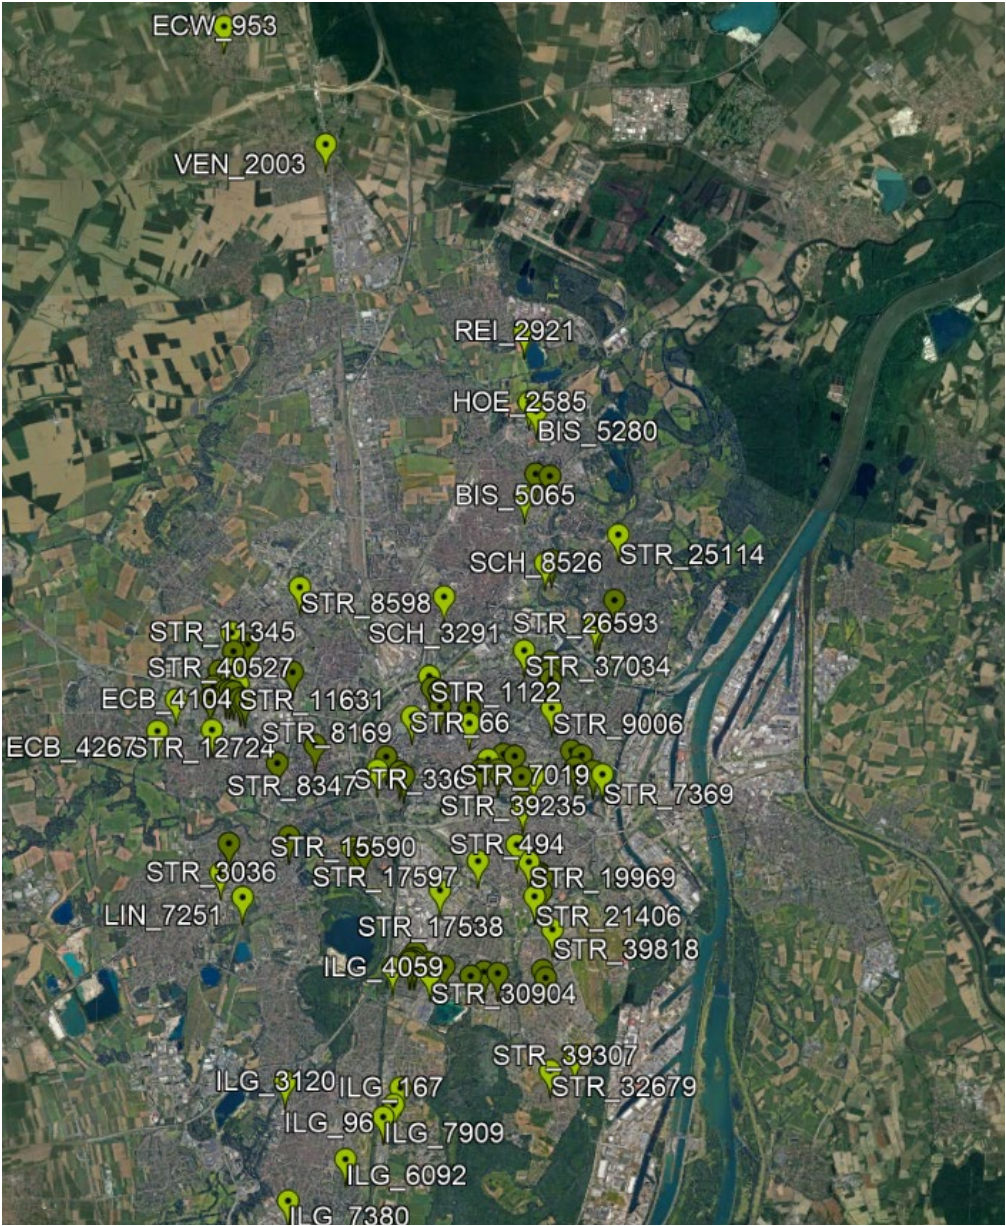 ECW_953
VEN_2003
REI_2921
HOE_2585
BIS_5280
BIS_5065
STR_25114
SCH_8526
STR_8598
SCH_3291
STR_26593
STR_11345
STR_37034
STR_40527
ECB_4104
STR_11631
STR_1122
STR_66
STR_9006
STR_8169
ECB_4267
STR_12724
STR_8347
STR_336
STR_7019
STR_7369
STR_39235
STR_494
STR_15590
STR_3036
STR_17597
STR_19969
LIN_7251
STR_21406
STR_17538
STR_39818
ILG_4059
STR_30904
STR_39307
ILG_3120
ILG_167
STR_32679
ILG_96
ILG_7909
ILG_6092
ILG_7380